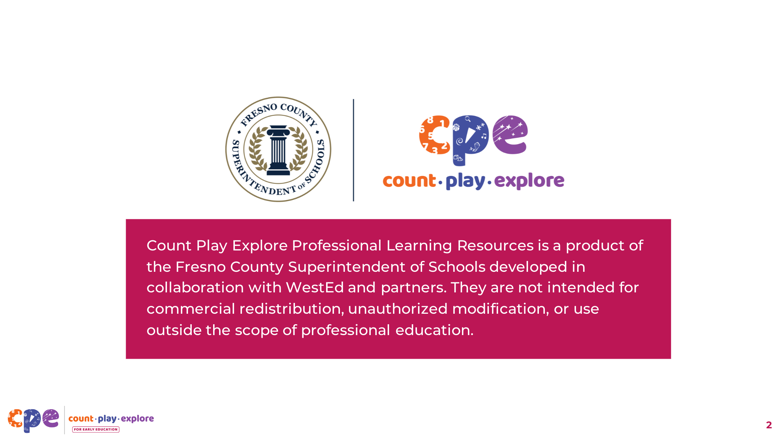 FRESNO COUNTY
SUPERINTENDENT OF SCHOOLS
cpe
count·play·explore
Count Play Explore Professional Learning Resources is a product of
the Fresno County Superintendent of Schools developed in
collaboration with WestEd and partners. They are not intended for
commercial redistribution, unauthorized modification, or use
outside the scope of professional education.
cpe
count·play·explore
FOR EARLY EDUCATION
2